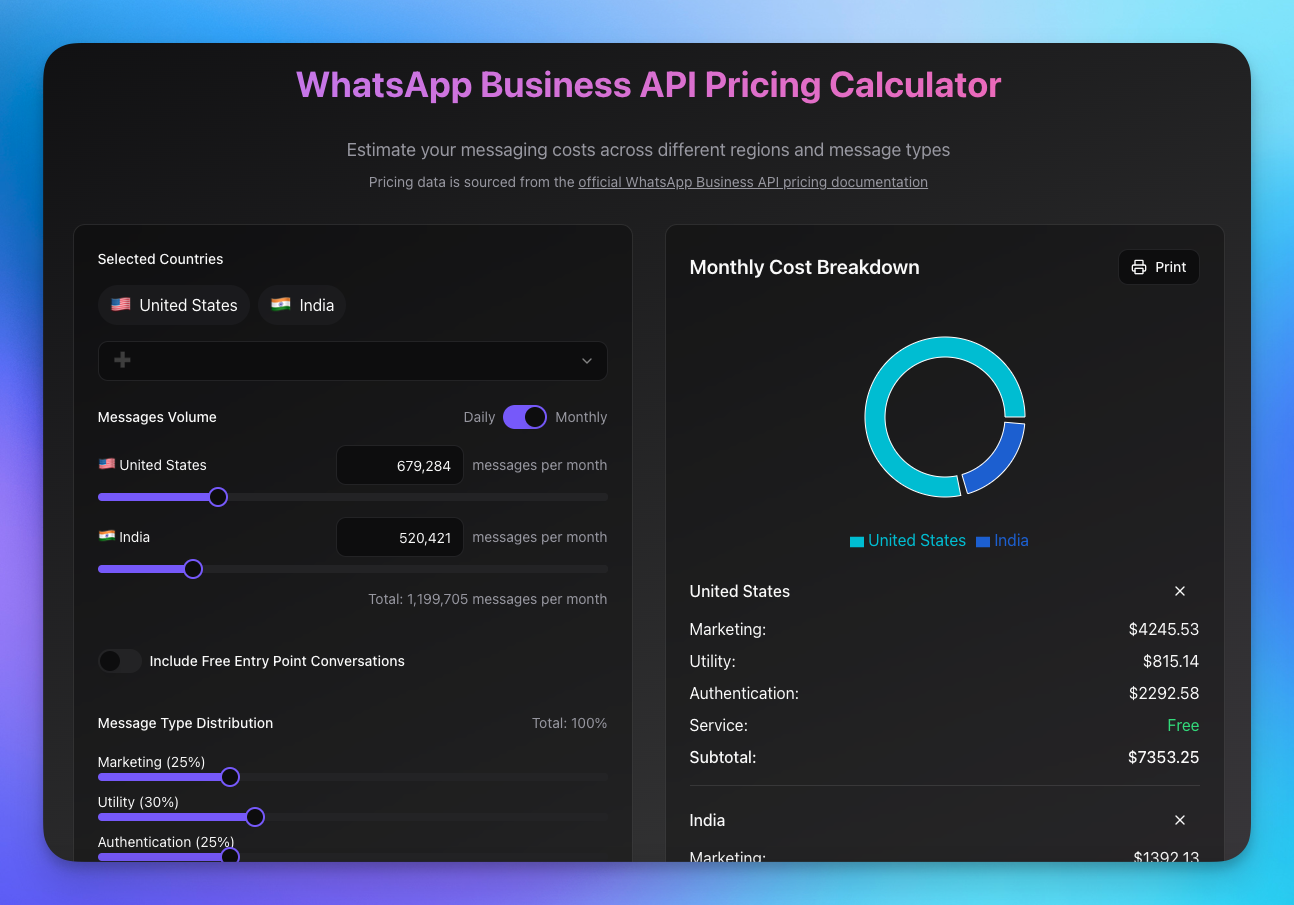 WhatsApp Business API Pricing Calculator
Estimate your messaging costs across different regions and message types
Pricing data is sourced from the official WhatsApp Business API pricing documentation
Selected Countries
United States
India
Messages Volume
Daily
Monthly
United States
679,284
messages per month
India
520,421
messages per month
Total: 1,199,705 messages per month
Include Free Entry Point Conversations
Message Type Distribution
Total: 100%
Marketing (25%)
Utility (30%)
Authentication (25%)
Monthly Cost Breakdown
Print
United States
India
United States
Marketing:
$4245.53
Utility:
$815.14
Authentication:
$2292.58
Service:
Free
Subtotal:
$7353.25
India
Marketing:
$1392.13